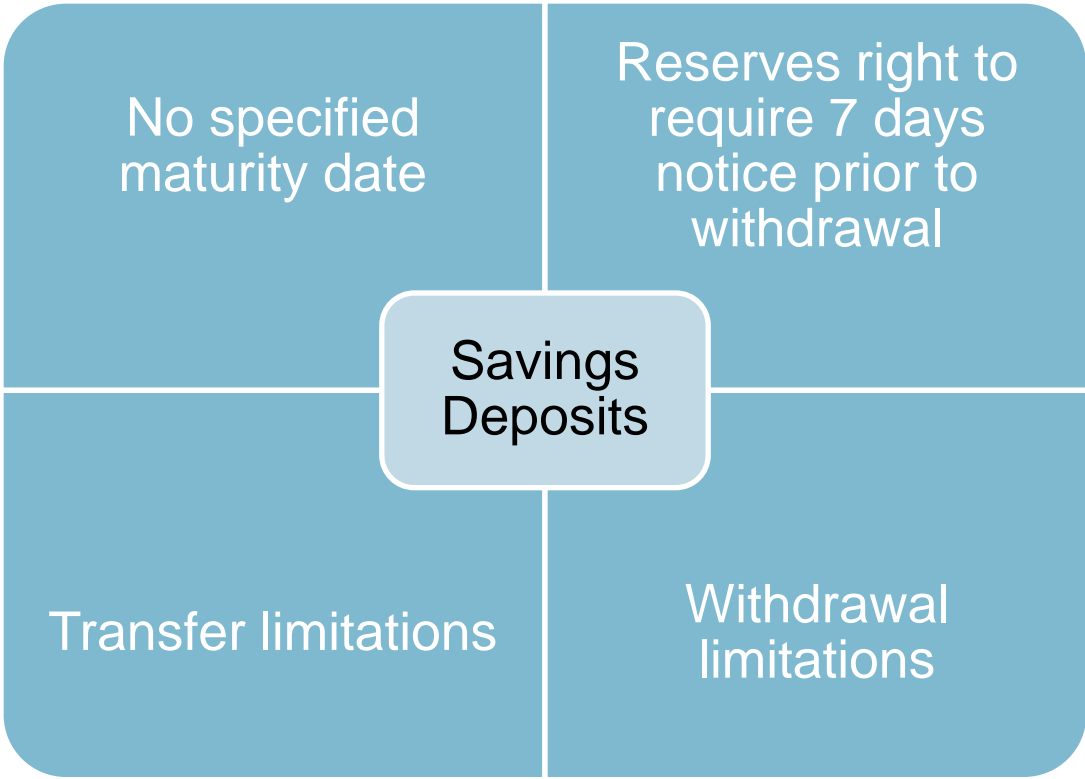 No specified
maturity date
Reserves right to
require 7 days
notice prior to
withdrawal
Savings
Deposits
Transfer limitations
Withdrawal
limitations